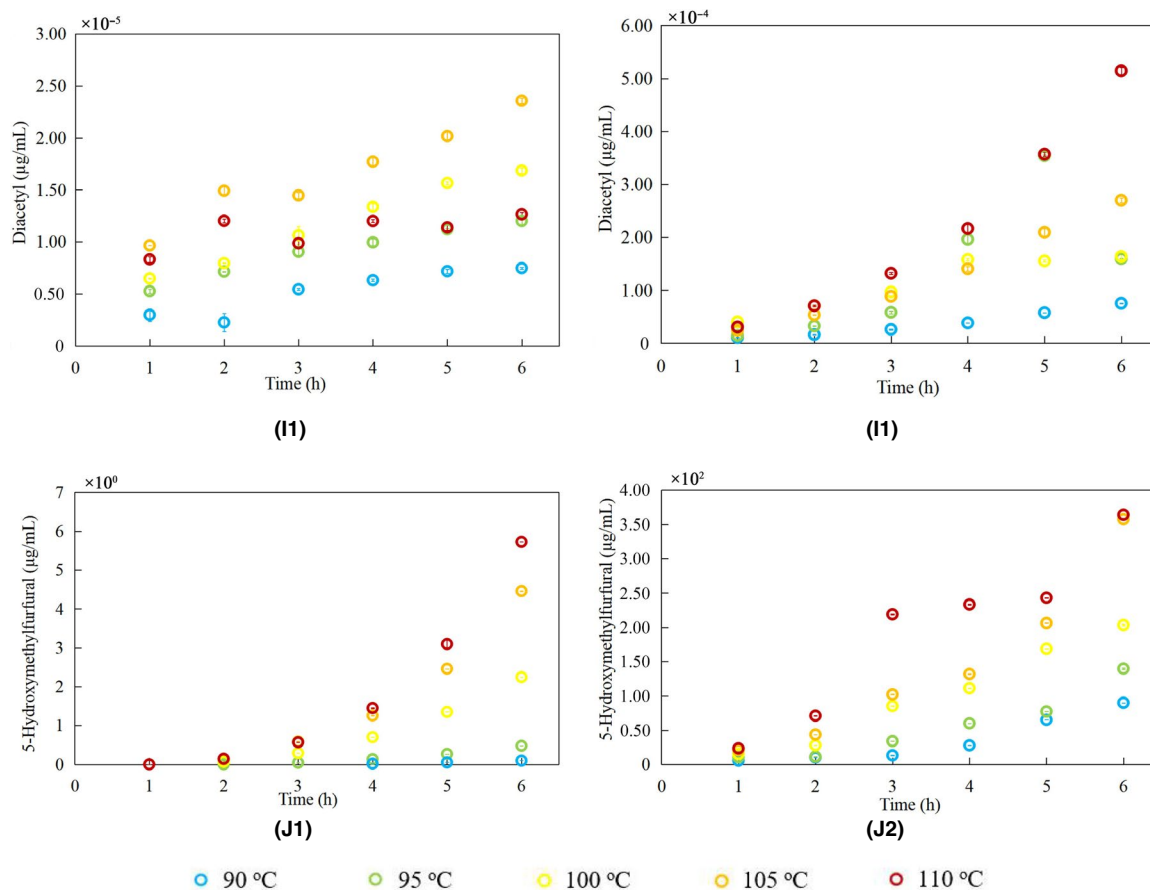 ×10⁻⁵
3.00
2.50
2.00
1.50
1.00
0.50
0
Diacetyl (µg/mL)
0 1 2 3 4 5 6
Time (h)
(I1)
×10⁻⁴
6.00
5.00
4.00
3.00
2.00
1.00
0
Diacetyl (µg/mL)
0 1 2 3 4 5 6
Time (h)
(I1)
×10⁰
7
6
5
4
3
2
1
0
5-Hydroxymethylfurfural (µg/mL)
0 1 2 3 4 5 6
Time (h)
(J1)
×10²
4.00
3.50
2.50
2.00
1.50
1.00
0.50
0
5-Hydroxymethylfurfural (µg/mL)
0 1 2 3 4 5 6
Time (h)
(J2)
90 ºC 95 ºC 100 ºC 105 ºC 110 ºC